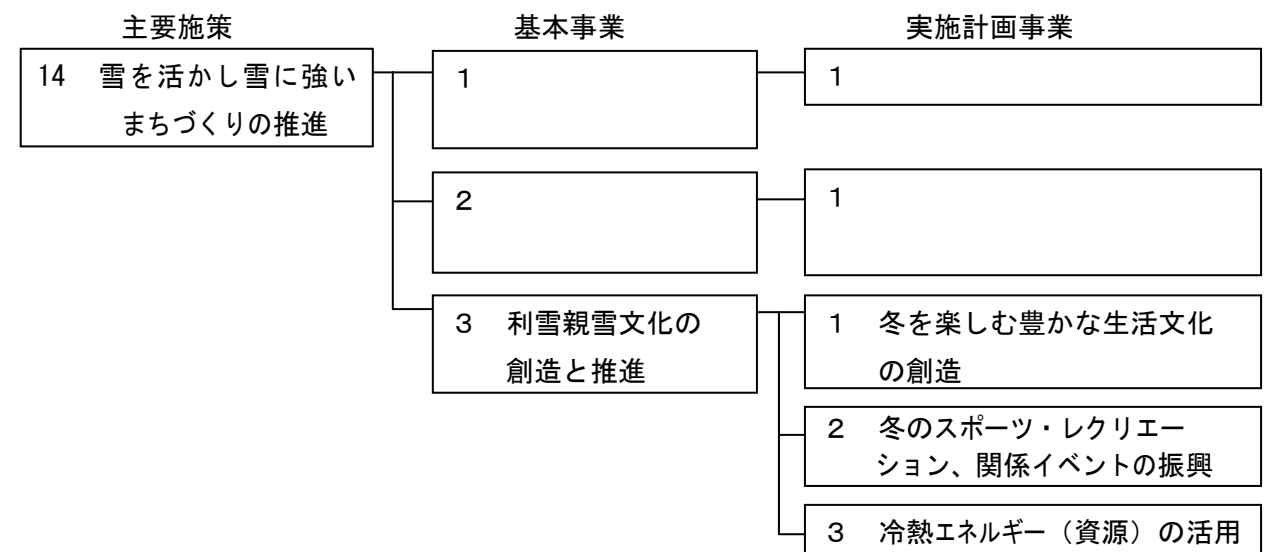 主要施策 基本事業 実施計画事業
14 雪を活かし雪に強い
まちづくりの推進
1
1
2
1
3 利雪親雪文化の
創造と推進
1 冬を楽しむ豊かな生活文化
の創造
2 冬のスポーツ・レクリエー
ション、関係イベントの振興
3 冷熱エネルギー（資源）の活用